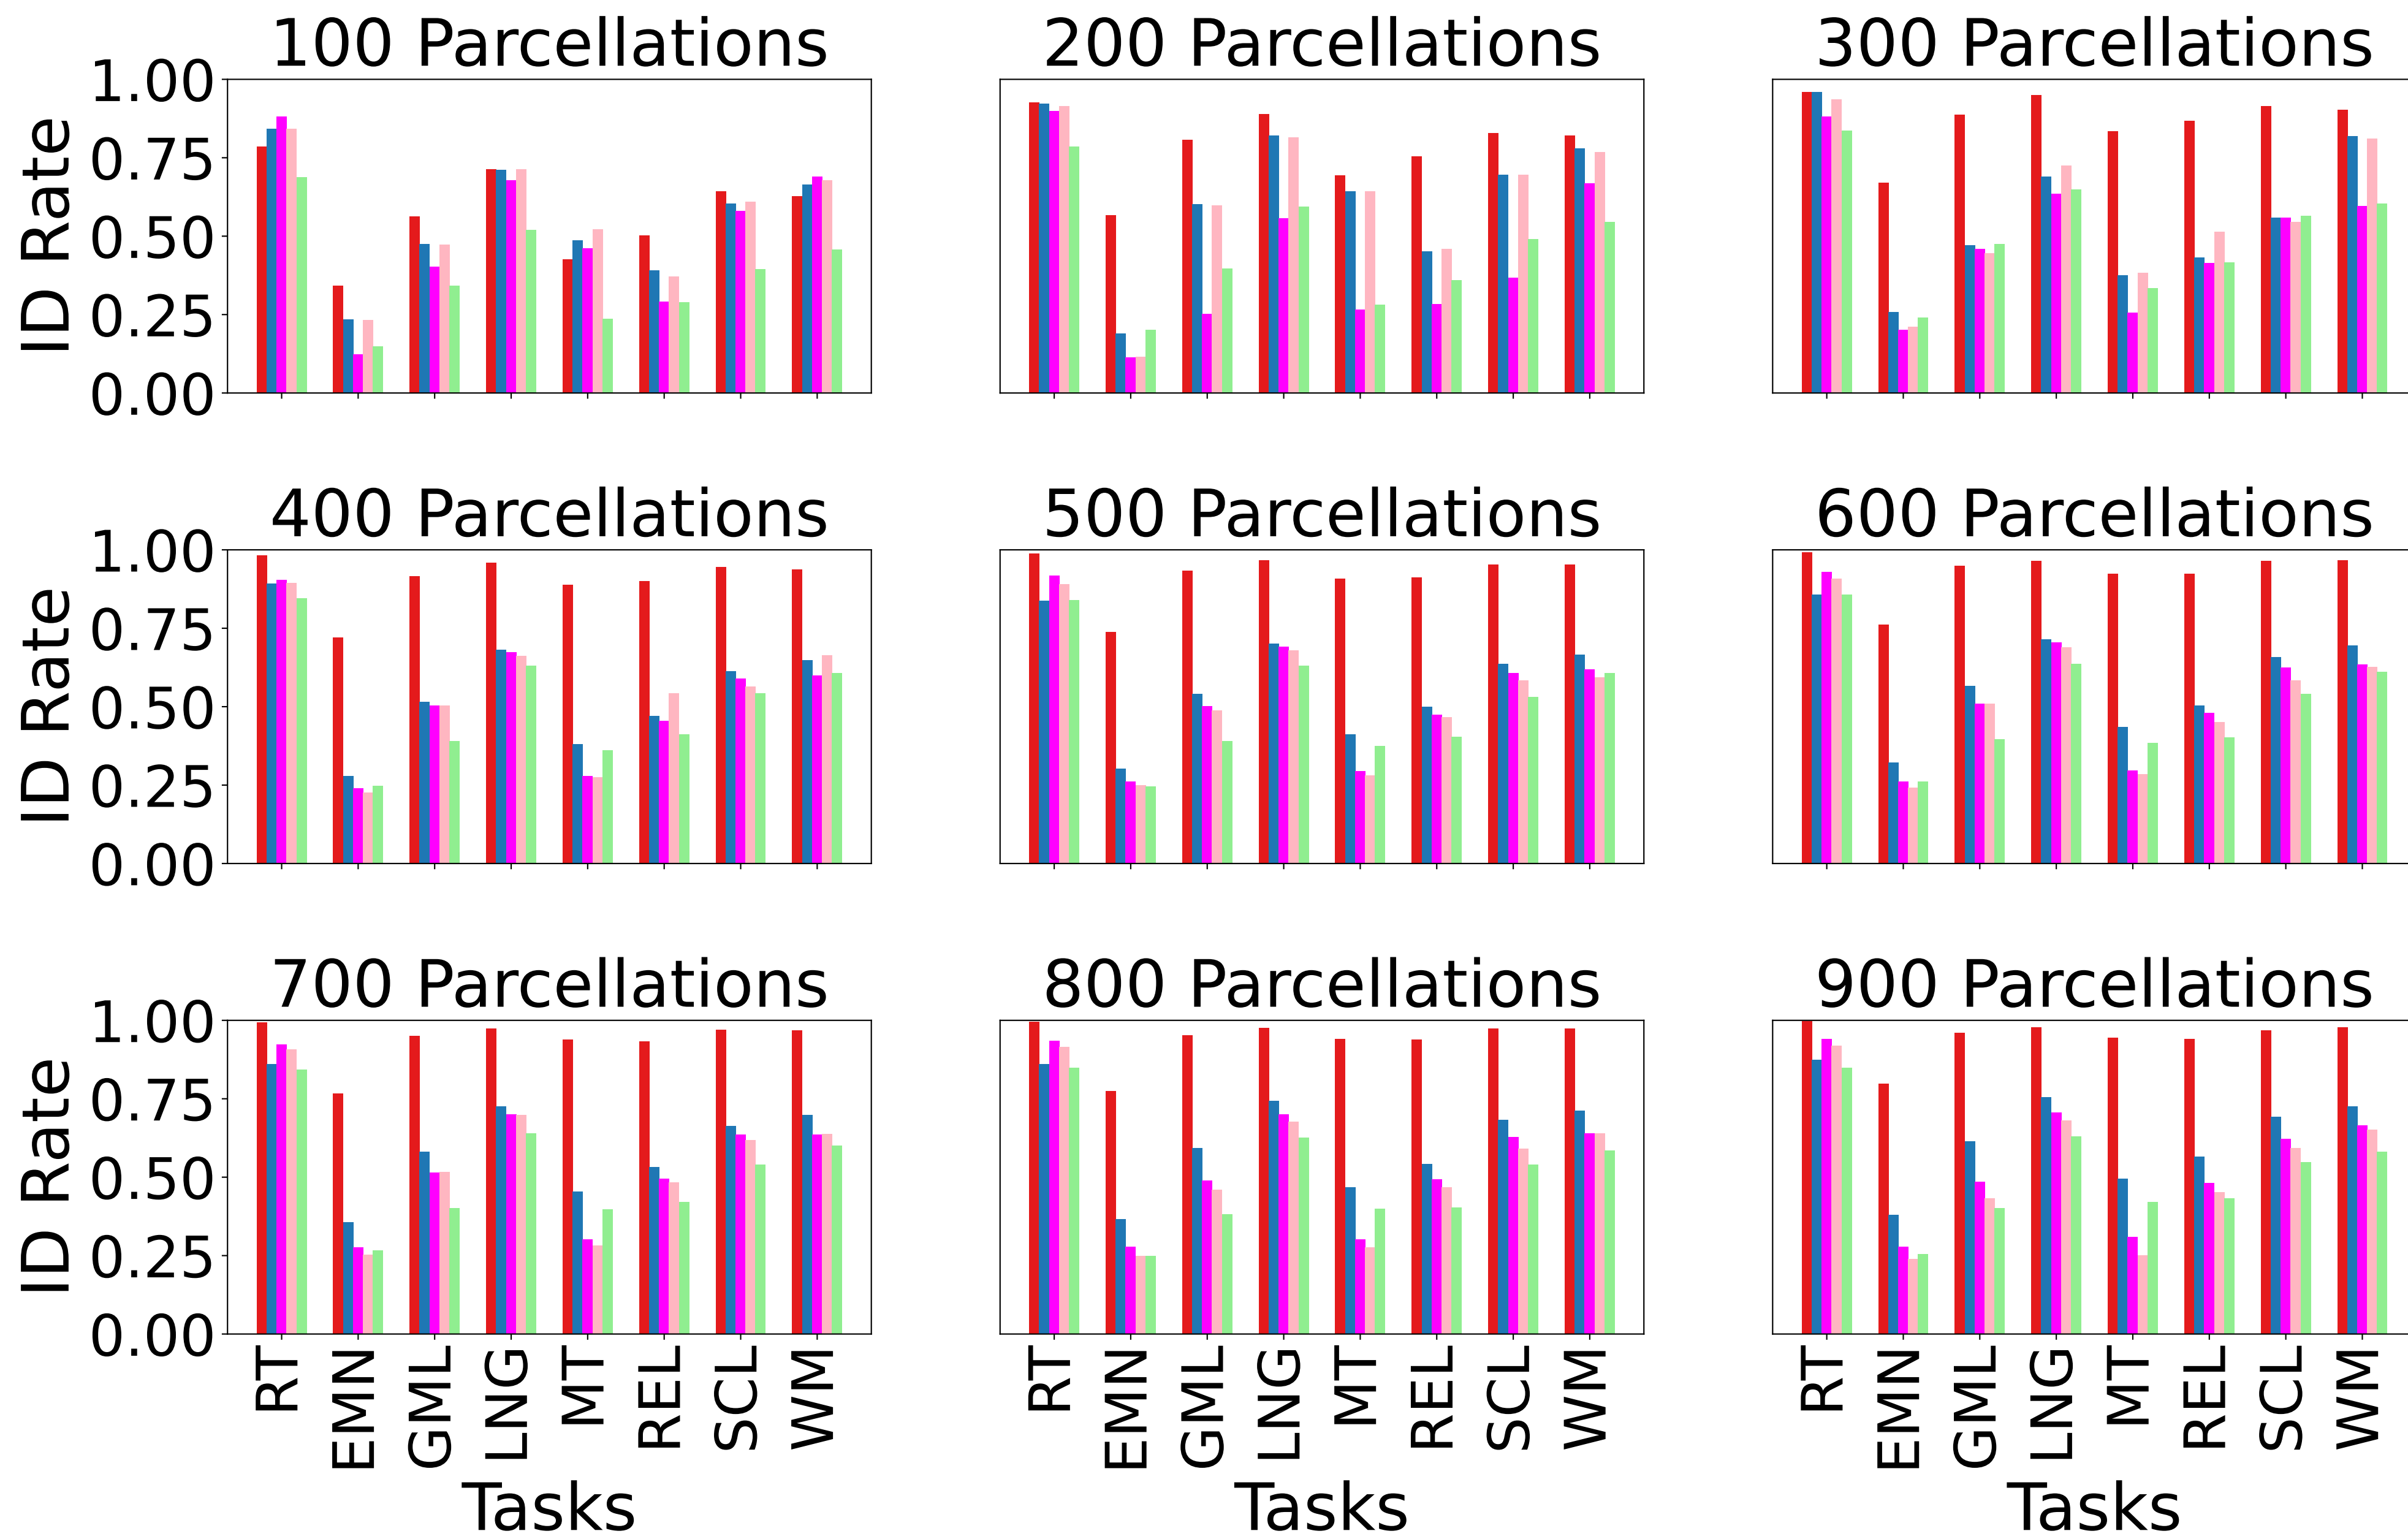 100 Parcellations
200 Parcellations
300 Parcellations
ID Rate
1.00
0.75
0.50
0.25
0.00
400 Parcellations
500 Parcellations
600 Parcellations
ID Rate
1.00
0.75
0.50
0.25
0.00
700 Parcellations
800 Parcellations
900 Parcellations
ID Rate
1.00
0.75
0.50
0.25
0.00
RT EMN GML LNG MT REL SCL WM
RT EMN GML LNG MT REL SCL WM
RT EMN GML LNG MT REL SCL WM
Tasks
Tasks
Tasks